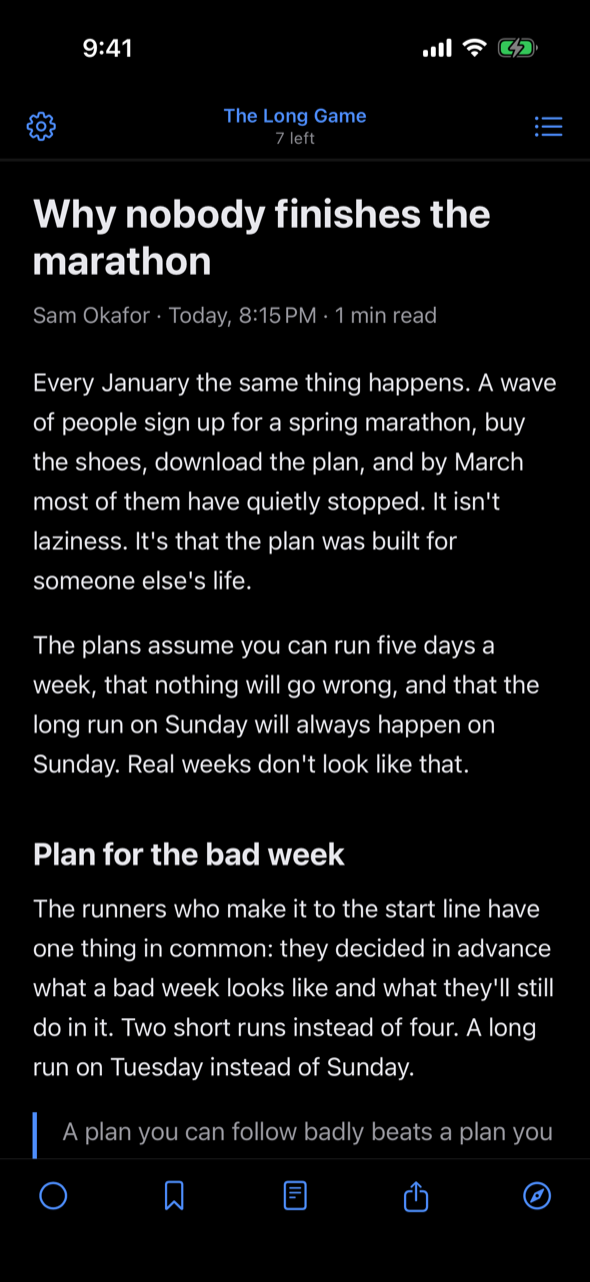 9:41
The Long Game
7 left
Why nobody finishes the
marathon
Sam Okafor · Today, 8:15 PM · 1 min read
Every January the same thing happens. A wave
of people sign up for a spring marathon, buy
the shoes, download the plan, and by March
most of them have quietly stopped. It isn't
laziness. It's that the plan was built for
someone else's life.
The plans assume you can run five days a
week, that nothing will go wrong, and that the
long run on Sunday will always happen on
Sunday. Real weeks don't look like that.
Plan for the bad week
The runners who make it to the start line have
one thing in common: they decided in advance
what a bad week looks like and what they'll still
do in it. Two short runs instead of four. A long
run on Tuesday instead of Sunday.
A plan you can follow badly beats a plan you